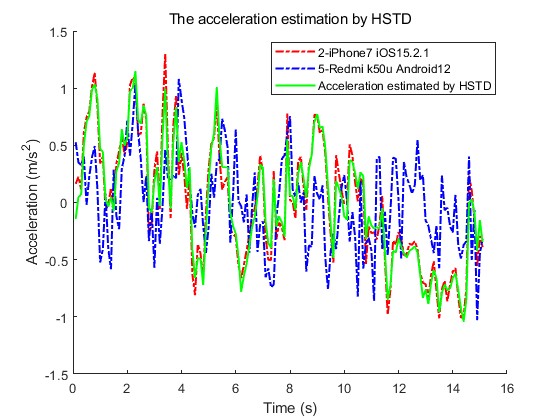 The acceleration estimation by HSTD
2-iPhone7 iOS15.2.1
5-Redmi k50u Android12
Acceleration estimated by HSTD
Acceleration (m/s²)
1.5
1
0.5
0
-0.5
-1
-1.5
0 2 4 6 8 10 12 14 16
Time (s)